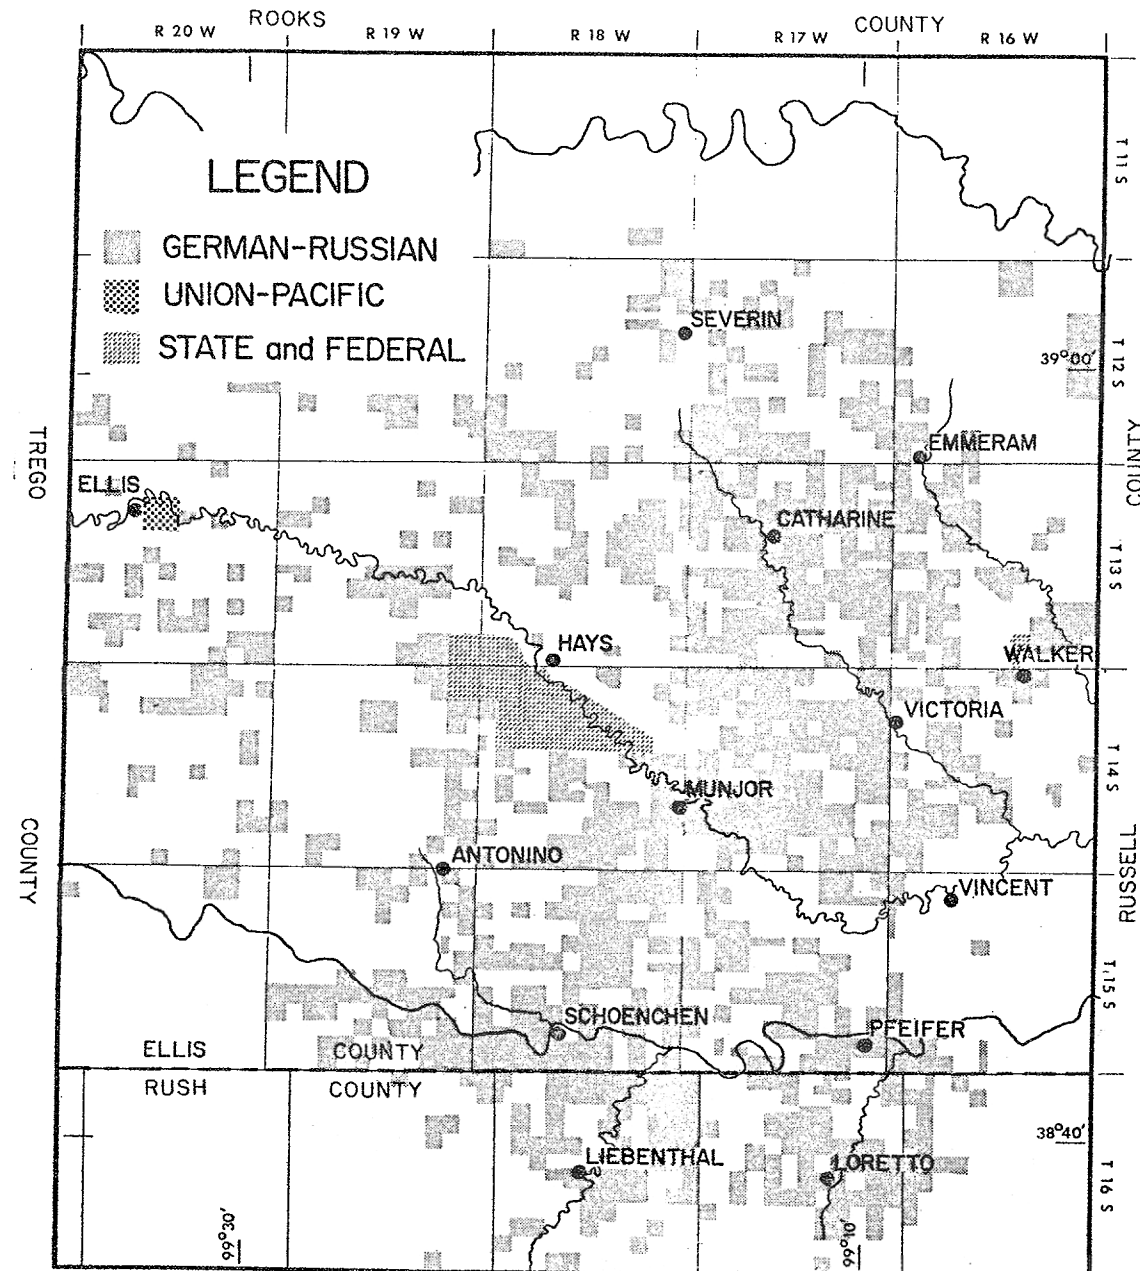 ROOKS
COUNTY
R 20 W
R 19 W
R 18 W
R 17 W
R 16 W
T 11 S
LEGEND
GERMAN-RUSSIAN
UNION-PACIFIC
STATE and FEDERAL
SEVERIN
39°00'
T 12 S
TREGO
COUNTY
EMMERAM
ELLIS
CATHARINE
T 13 S
HAYS
WALKER
VICTORIA
T 14 S
MUNJOR
COUNTY
ANTONINO
RUSSELL
VINCENT
T.15 S
SCHOENCHEN
PFEIFER
ELLIS
COUNTY
RUSH
COUNTY
38°40'
LIEBENTHAL
LORETTO
T 16 S
99°30'
99°10'